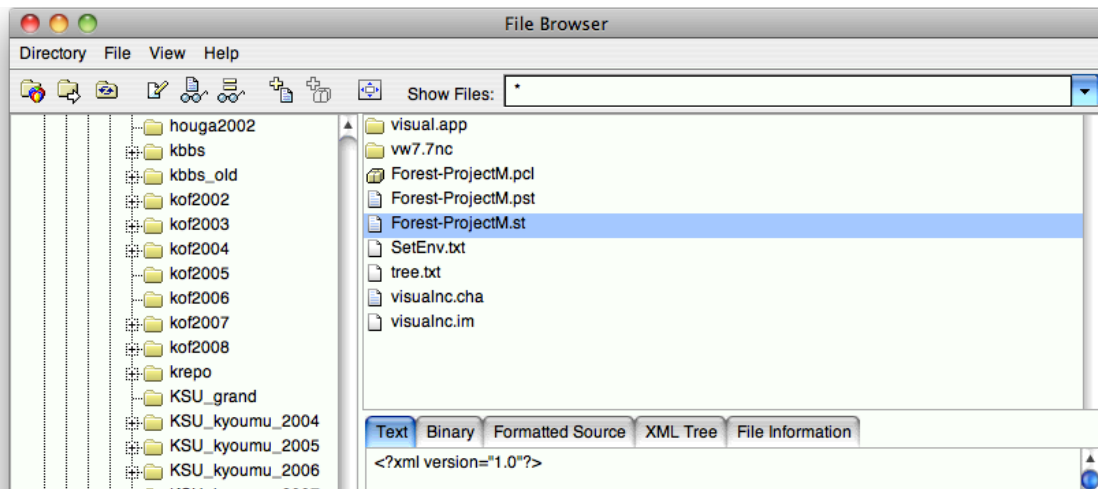 File Browser
Directory File View Help
Show Files: *
houga2002
kbbs
kbbs_old
kof2002
kof2003
kof2004
kof2005
kof2006
kof2007
kof2008
krepo
KSU_grand
KSU_kyoumu_2004
KSU_kyoumu_2005
KSU_kyoumu_2006
visual.app
vw7.7nc
Forest-ProjectM.pcl
Forest-ProjectM.pst
Forest-ProjectM.st
SetEnv.txt
tree.txt
visualnc.cha
visualnc.im
Text Binary Formatted Source XML Tree File Information
<?xml version="1.0"?>